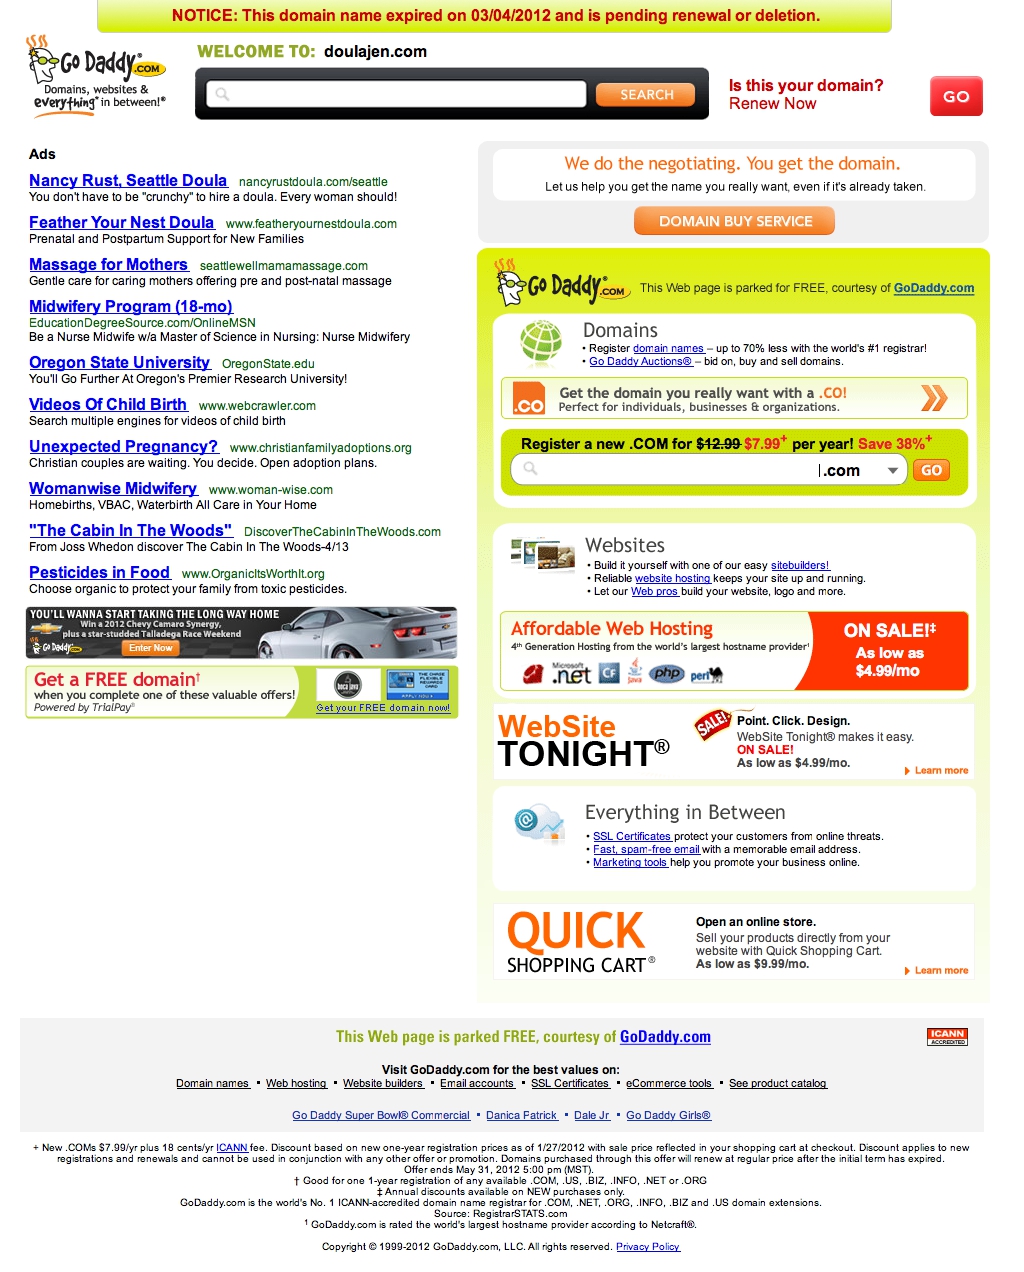 NOTICE: This domain name expired on 03/04/2012 and is pending renewal or deletion.
Go Daddy.COM
Domains, websites &
everything* in between!®
WELCOME TO: doulajen.com
SEARCH
Is this your domain?
Renew Now
GO
Ads
Nancy Rust, Seattle Doula nancyrustdoula.com/seattle
You don't have to be "crunchy" to hire a doula. Every woman should!
Feather Your Nest Doula www.featheryournestdoula.com
Prenatal and Postpartum Support for New Families
Massage for Mothers seattlewellmamamassage.com
Gentle care for caring mothers offering pre and post-natal massage
Midwifery Program (18-mo)
EducationDegreeSource.com/OnlineMSN
Be a Nurse Midwife w/a Master of Science in Nursing: Nurse Midwifery
Oregon State University OregonState.edu
You'll Go Further At Oregon's Premier Research University!
Videos Of Child Birth www.webcrawler.com
Search multiple engines for videos of child birth
Unexpected Pregnancy? www.christianfamilyadoptions.org
Christian couples are waiting. You decide. Open adoption plans.
Womanwise Midwifery www.woman-wise.com
Homebirths, VBAC, Waterbirth All Care in Your Home
"The Cabin In The Woods" DiscoverTheCabinInTheWoods.com
From Joss Whedon discover The Cabin In The Woods-4/13
Pesticides in Food www.OrganicItsWorthIt.org
Choose organic to protect your family from toxic pesticides.
YOU'LL WANNA START TAKING THE LONG WAY HOME
Win a 2012 Chevy Camaro Synergy,
plus a star-studded Talladega Race Weekend
CHEVROLET
Go Daddy.COM
Enter Now
Get a FREE domain†
when you complete one of these valuable offers!
Powered by TrialPay®
boca java
THE CHASE
FLEXIBLE
REWARDS
CARD
APPLY NOW
Get your FREE domain now!
We do the negotiating. You get the domain.
Let us help you get the name you really want, even if it's already taken.
DOMAIN BUY SERVICE
Go Daddy.COM
This Web page is parked for FREE, courtesy of GoDaddy.com
Domains
• Register domain names – up to 70% less with the world's #1 registrar!
• Go Daddy Auctions® – bid on, buy and sell domains.
.co
Get the domain you really want with a .CO!
Perfect for individuals, businesses & organizations.
Register a new .COM for $12.99 $7.99+ per year! Save 38%+
.com
GO
Websites
• Build it yourself with one of our easy sitebuilders!
• Reliable website hosting keeps your site up and running.
• Let our Web pros build your website, logo and more.
Affordable Web Hosting
4th Generation Hosting from the world's largest hostname provider¹
Microsoft .net CF Java php perl
ON SALE!‡
As low as
$4.99/mo
WebSite
TONIGHT®
SALE!
Point. Click. Design.
WebSite Tonight® makes it easy.
ON SALE!
As low as $4.99/mo.
Learn more
Everything in Between
• SSL Certificates protect your customers from online threats.
• Fast, spam-free email with a memorable email address.
• Marketing tools help you promote your business online.
QUICK
SHOPPING CART®
Open an online store.
Sell your products directly from your
website with Quick Shopping Cart.
As low as $9.99/mo.
Learn more
This Web page is parked FREE, courtesy of GoDaddy.com
ICANN
ACCREDITED
Visit GoDaddy.com for the best values on:
Domain names ▪ Web hosting ▪ Website builders ▪ Email accounts ▪ SSL Certificates ▪ eCommerce tools ▪ See product catalog
Go Daddy Super Bowl® Commercial ▪ Danica Patrick ▪ Dale Jr ▪ Go Daddy Girls®
+ New .COMs $7.99/yr plus 18 cents/yr ICANN fee. Discount based on new one-year registration prices as of 1/27/2012 with sale price reflected in your shopping cart at checkout. Discount applies to new
registrations and renewals and cannot be used in conjunction with any other offer or promotion. Domains purchased through this offer will renew at regular price after the initial term has expired.
Offer ends May 31, 2012 5:00 pm (MST).
† Good for one 1-year registration of any available .COM, .US, .BIZ, .INFO, .NET or .ORG
‡ Annual discounts available on NEW purchases only.
GoDaddy.com is the world's No. 1 ICANN-accredited domain name registrar for .COM, .NET, .ORG, .INFO, .BIZ and .US domain extensions.
Source: RegistrarSTATS.com
¹ GoDaddy.com is rated the world's largest hostname provider according to Netcraft®.
Copyright © 1999-2012 GoDaddy.com, LLC. All rights reserved. Privacy Policy